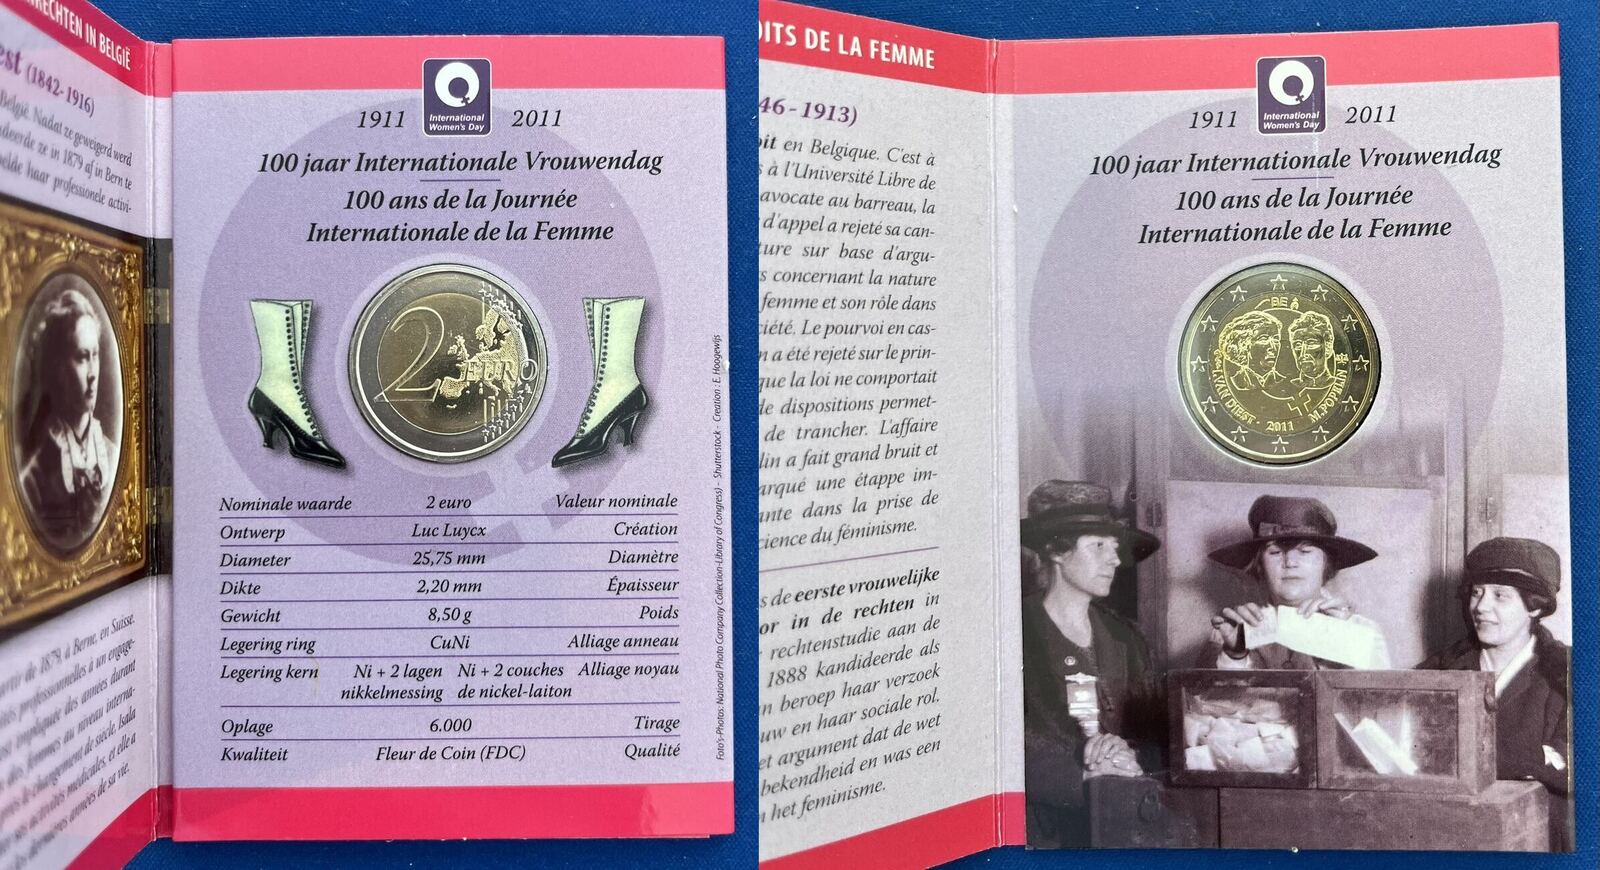 NRECHTEN IN BELGIË
est (1842-1916)
België. Nadat ze geweigerd werd
deerde ze in 1879 af in Bern te
elde haar professionele activi-
1879, à Berne, en Suisse.
1911 International Women's Day 2011
100 jaar Internationale Vrouwendag
100 ans de la Journée
Internationale de la Femme
2 EURO
LL
Nominale waarde 2 euro Valeur nominale
Ontwerp Luc Luycx Création
Diameter 25,75 mm Diamètre
Dikte 2,20 mm Épaisseur
Gewicht 8,50 g Poids
Legering ring CuNi Alliage anneau
Legering kern Ni + 2 lagen Ni + 2 couches Alliage noyau
nikkelmessing de nickel-laiton
Oplage 6.000 Tirage
Kwaliteit Fleur de Coin (FDC) Qualité
Foto's-Photos: National Photo Company Collection-Library of Congress) - Shutterstock - Creation : E. Hoogewijs
OITS DE LA FEMME
46-1913)
oit en Belgique. C'est à
s à l'Université Libre de
avocate au barreau, la
d'appel a rejeté sa can-
ture sur base d'argu-
s concernant la nature
femme et son rôle dans
ciété. Le pourvoi en cas-
n a été rejeté sur le prin-
que la loi ne comportait
de dispositions permet-
de trancher. L'affaire
lin a fait grand bruit et
arqué une étape im-
ante dans la prise de
cience du féminisme.
s de eerste vrouwelijke
or in de rechten in
rechtenstudie aan de
1888 kandideerde als
n beroep haar verzoek
uw en haar sociale rol.
et argument dat de wet
bekendheid en was een
n het feminisme.
1911 International Women's Day 2011
100 jaar Internationale Vrouwendag
100 ans de la Journée
Internationale de la Femme
BE
I.VAN DIEST · 2011 M.POPELIN